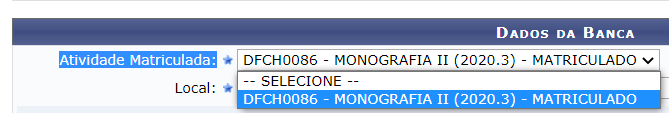 DADOS DA BANCA
Atividade Matriculada: DFCH0086 - MONOGRAFIA II (2020.3) - MATRICULADO
-- SELECIONE --
Local:
DFCH0086 - MONOGRAFIA II (2020.3) - MATRICULADO